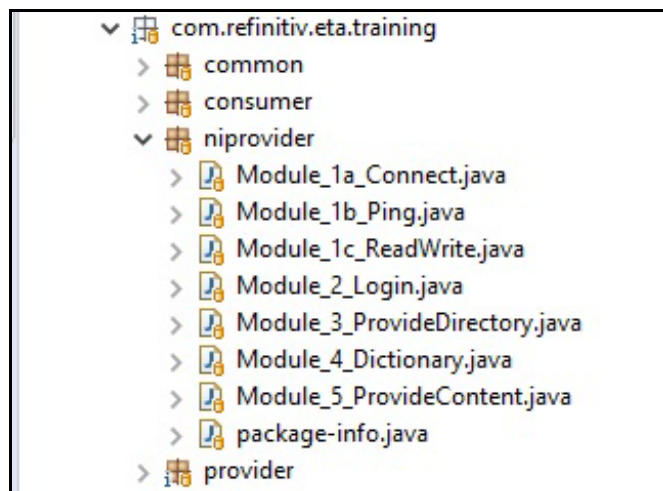 com.refinitiv.eta.training
common
consumer
niprovider
Module_1a_Connect.java
Module_1b_Ping.java
Module_1c_ReadWrite.java
Module_2_Login.java
Module_3_ProvideDirectory.java
Module_4_Dictionary.java
Module_5_ProvideContent.java
package-info.java
provider